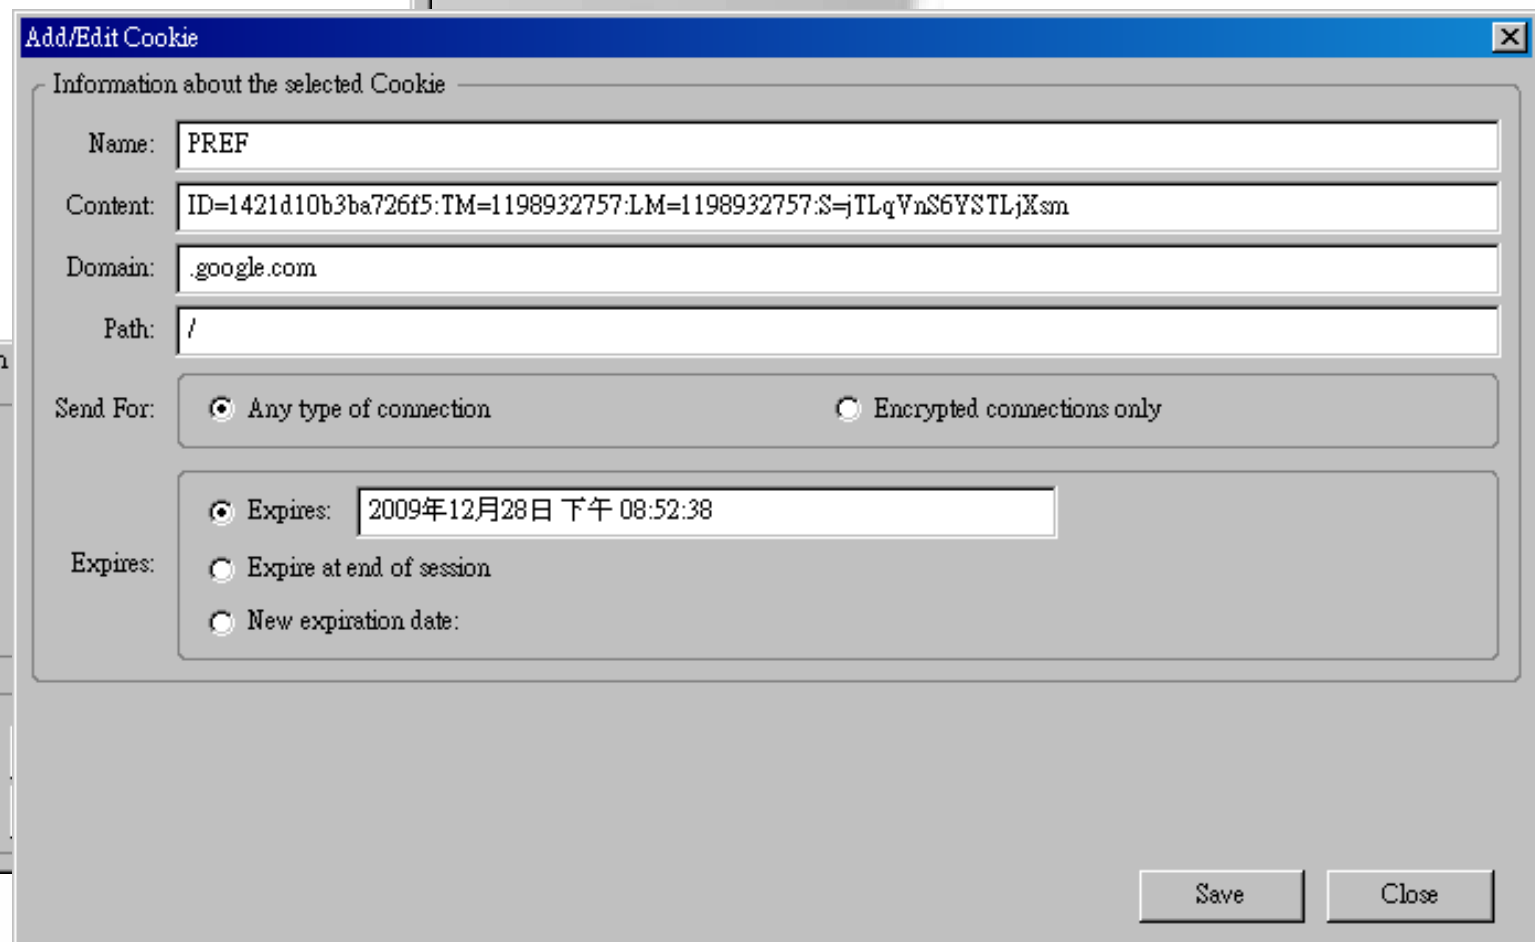 Add/Edit Cookie
Information about the selected Cookie
Name: PREF
Content: ID=1421d10b3ba726f5:TM=1198932757:LM=1198932757:S=jTLqVnS6YSTLjXsm
Domain: .google.com
Path: /
Send For: Any type of connection Encrypted connections only
Expires: 2009年12月28日 下午 08:52:38
Expires: Expire at end of session
New expiration date:
Save Close